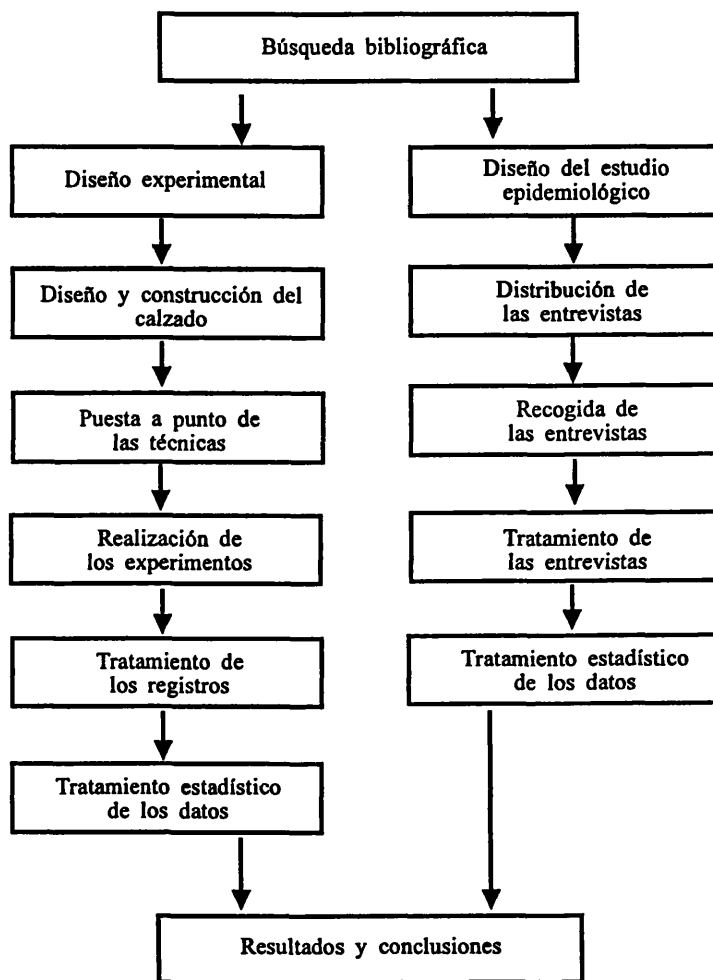 Búsqueda bibliográfica
Diseño experimental
Diseño y construcción del
calzado
Puesta a punto de
las técnicas
Realización de
los experimentos
Tratamiento de
los registros
Tratamiento estadístico
de los datos
Diseño del estudio
epidemiológico
Distribución de
las entrevistas
Recogida de
las entrevistas
Tratamiento de
las entrevistas
Tratamiento estadístico
de los datos
Resultados y conclusiones